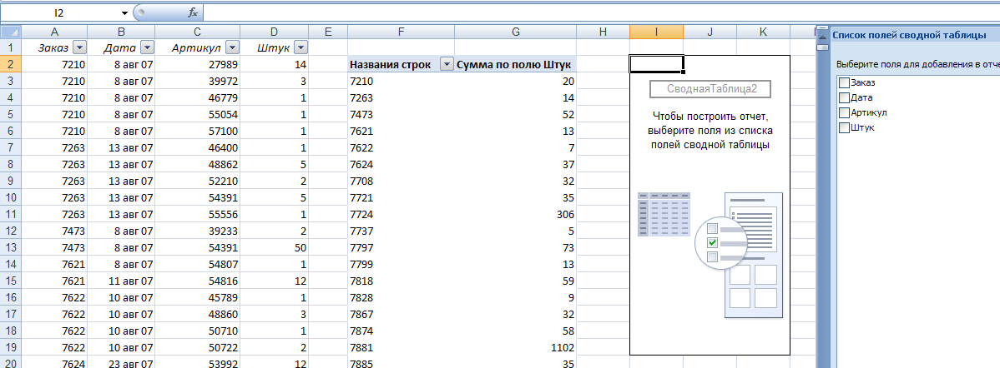 I2 fx
A B C D E F G H I J K
1 Заказ Дата Артикул Штук
2 7210 8 авг 07 27989 14 Названия строк Сумма по полю Штук
3 7210 8 авг 07 39972 3 7210 20
4 7210 8 авг 07 46779 1 7263 14
5 7210 8 авг 07 55054 1 7473 52
6 7210 8 авг 07 57100 1 7621 13
7 7263 13 авг 07 46400 1 7622 7
8 7263 13 авг 07 48862 5 7624 37
9 7263 13 авг 07 52210 2 7708 32
10 7263 13 авг 07 54391 5 7721 35
11 7263 13 авг 07 55556 1 7724 306
12 7473 8 авг 07 39233 2 7737 5
13 7473 8 авг 07 54391 50 7797 73
14 7621 8 авг 07 54807 1 7799 13
15 7621 11 авг 07 54816 12 7818 59
16 7622 10 авг 07 45789 1 7828 9
17 7622 10 авг 07 48860 3 7867 32
18 7622 10 авг 07 50710 1 7874 58
19 7622 10 авг 07 50722 2 7881 1102
20 7624 23 авг 07 53992 12 7885 35
СводнаяТаблица2
Чтобы построить отчет,
выберите поля из списка
полей сводной таблицы
Список полей сводной таблицы
Выберите поля для добавления в отче
Заказ
Дата
Артикул
Штук